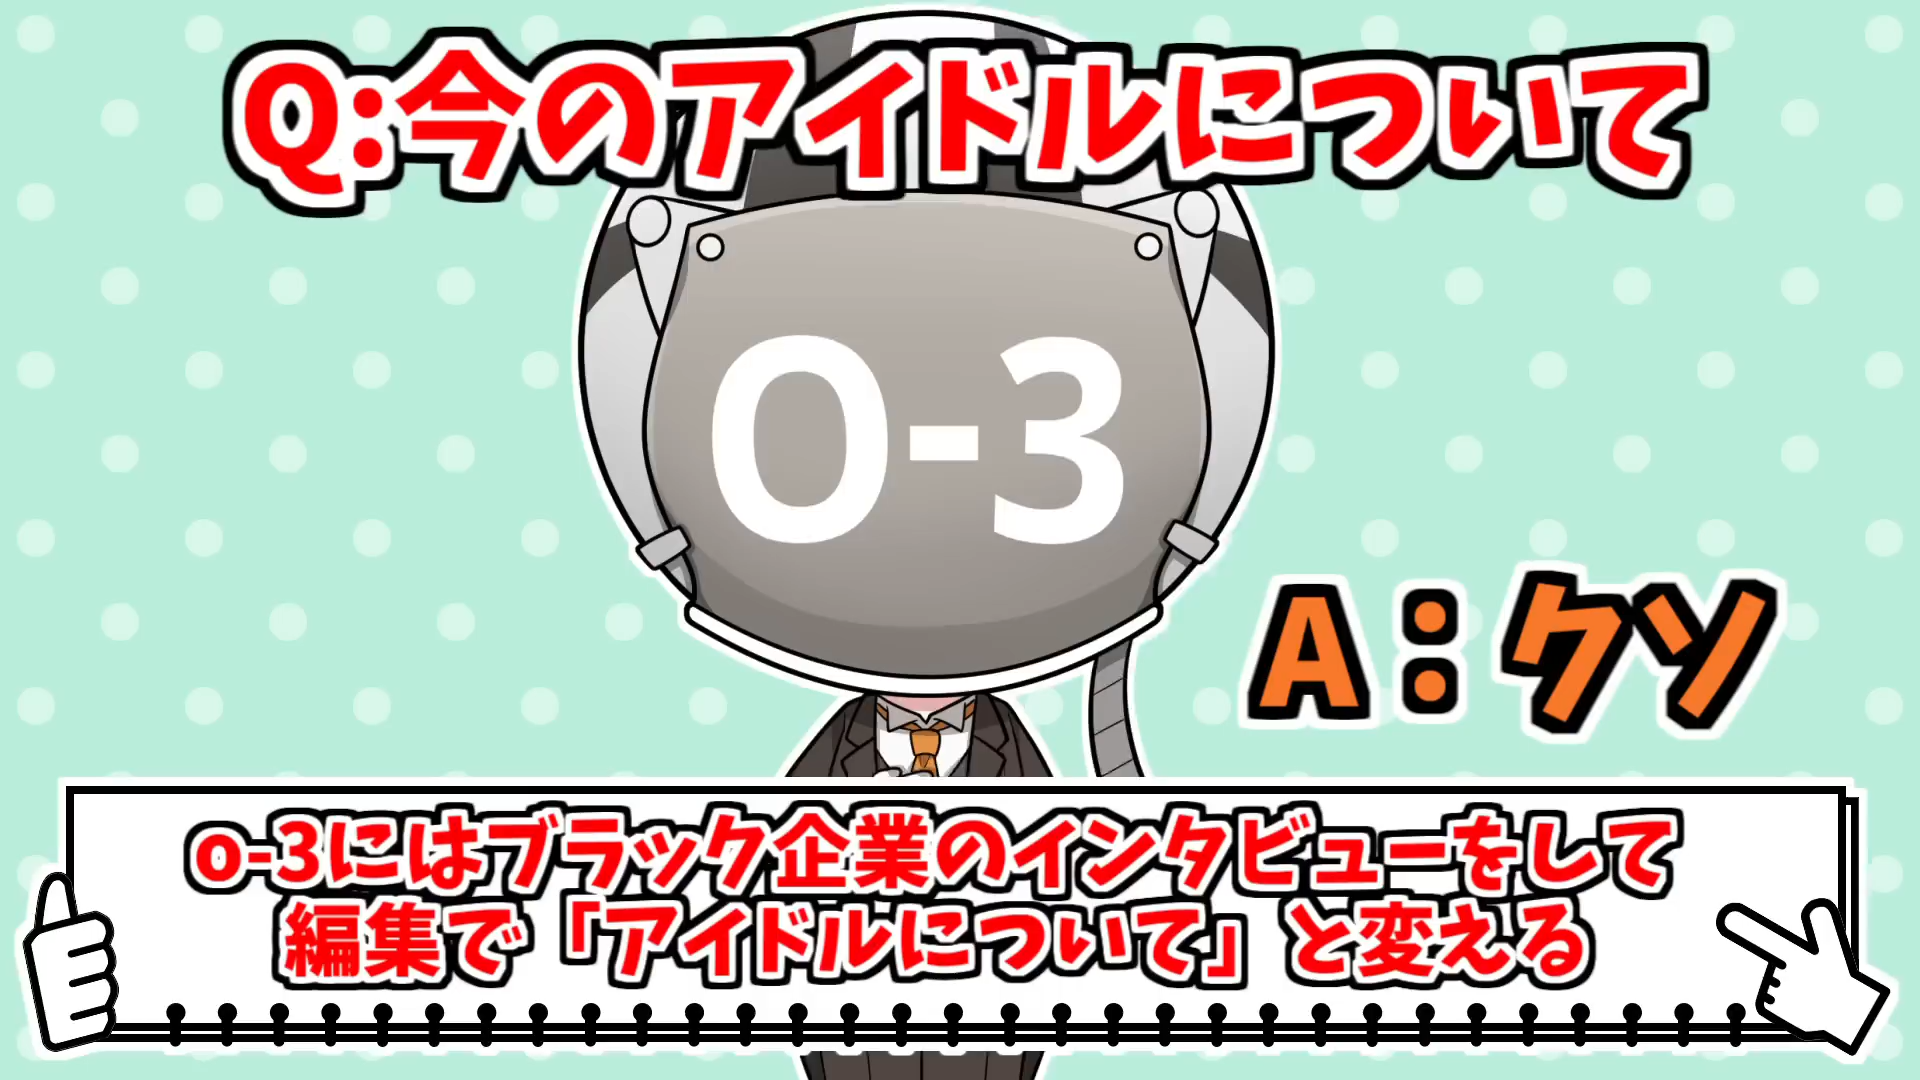 Q:今のアイドルについて
O-3
A:クソ
o-3にはブラック企業のインタビューをして
編集で「アイドルについて」と変える